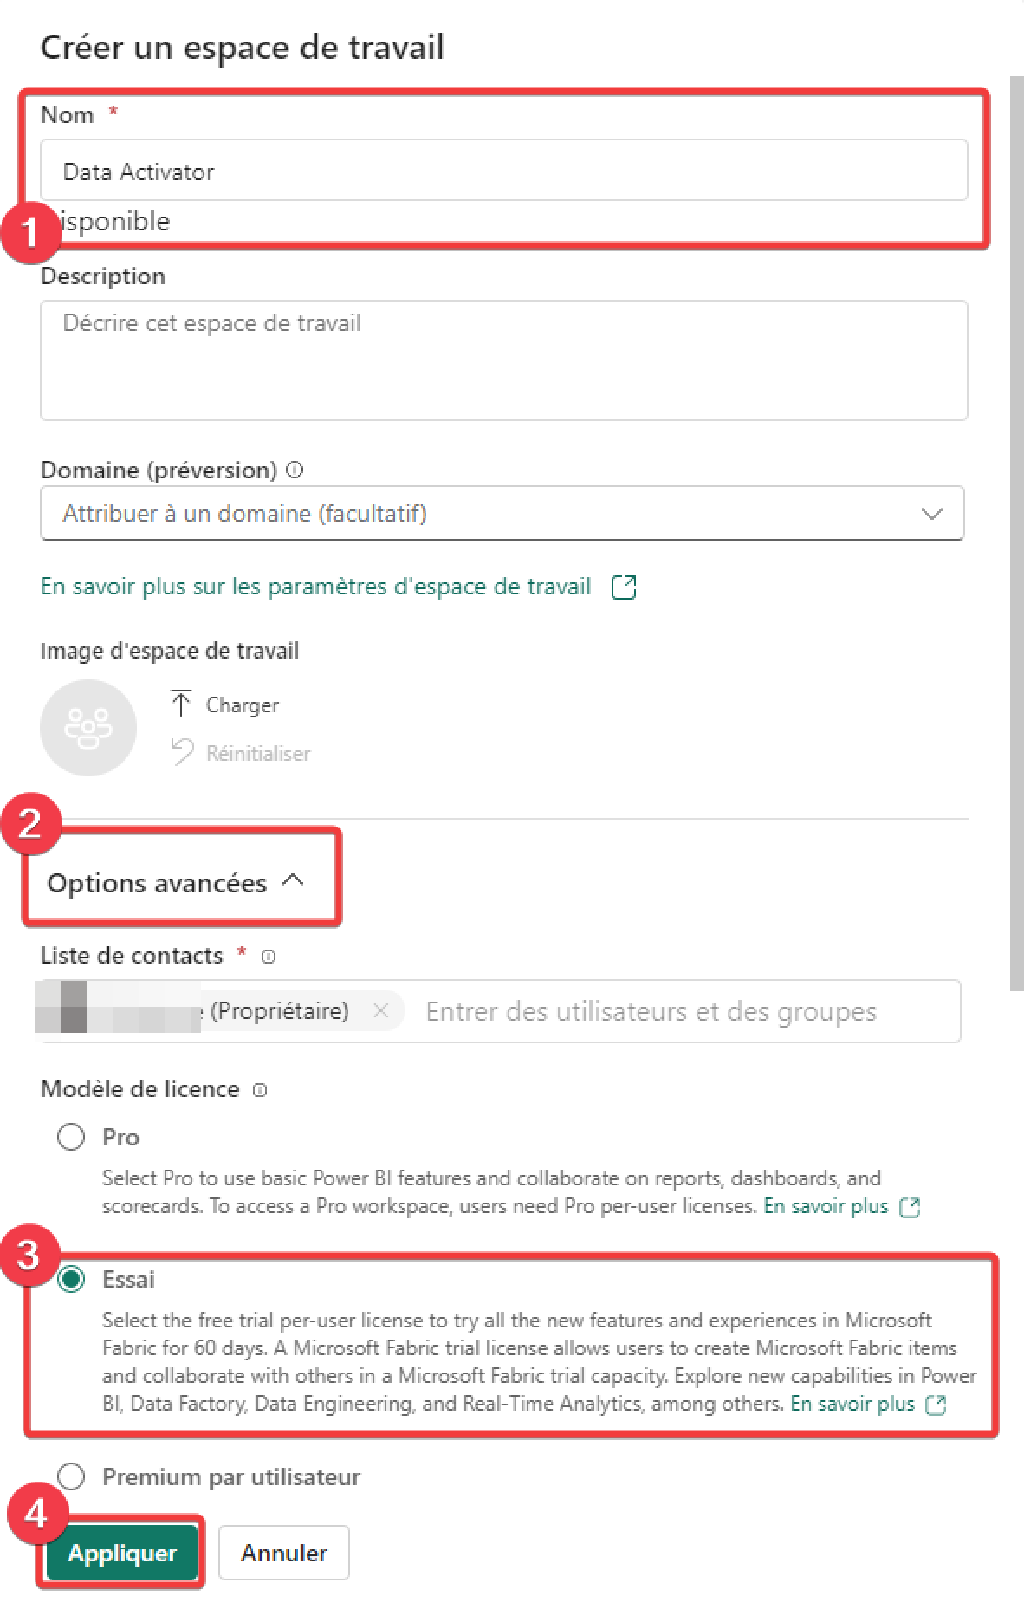 Créer un espace de travail
Nom *
Data Activator
1
isponible
Description
Décrire cet espace de travail
Domaine (préversion)
Attribuer à un domaine (facultatif)
En savoir plus sur les paramètres d'espace de travail
Image d'espace de travail
Charger
Réinitialiser
2
Options avancées
Liste de contacts *
(Propriétaire) Entrer des utilisateurs et des groupes
Modèle de licence
Pro
Select Pro to use basic Power BI features and collaborate on reports, dashboards, and
scorecards. To access a Pro workspace, users need Pro per-user licenses. En savoir plus
3
Essai
Select the free trial per-user license to try all the new features and experiences in Microsoft
Fabric for 60 days. A Microsoft Fabric trial license allows users to create Microsoft Fabric items
and collaborate with others in a Microsoft Fabric trial capacity. Explore new capabilities in Power
BI, Data Factory, Data Engineering, and Real-Time Analytics, among others. En savoir plus
Premium par utilisateur
4
Appliquer Annuler